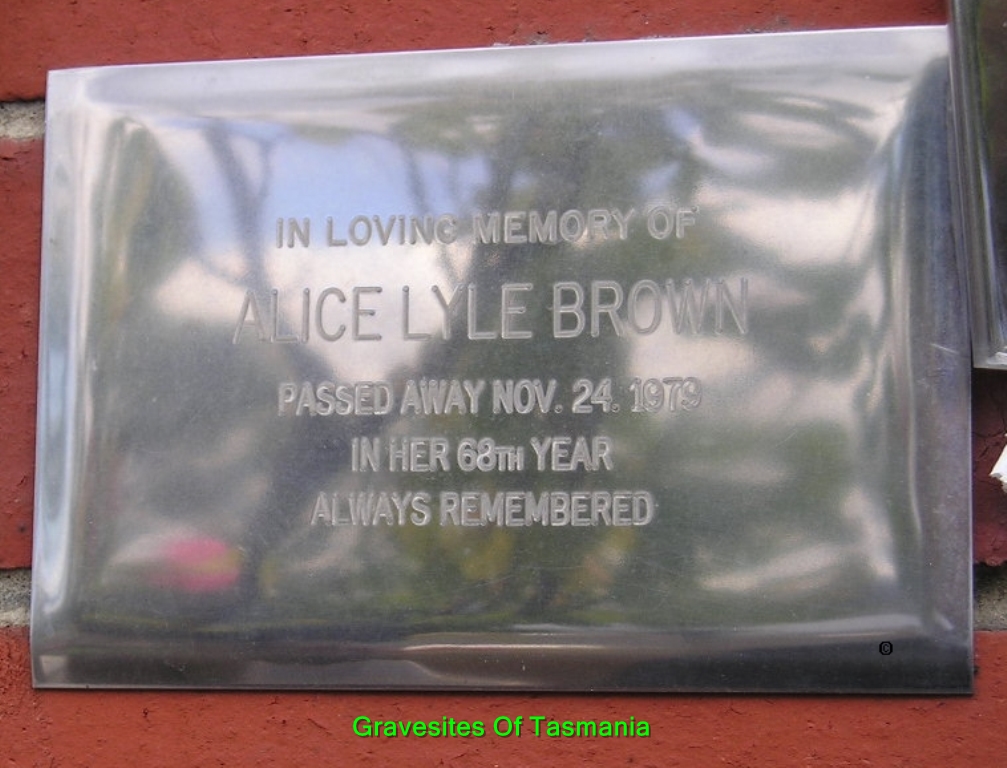 IN LOVING MEMORY OF
ALICE LYLE BROWN
PASSED AWAY NOV. 24. 1979
IN HER 68TH YEAR
ALWAYS REMEMBERED
©
Gravesites Of Tasmania